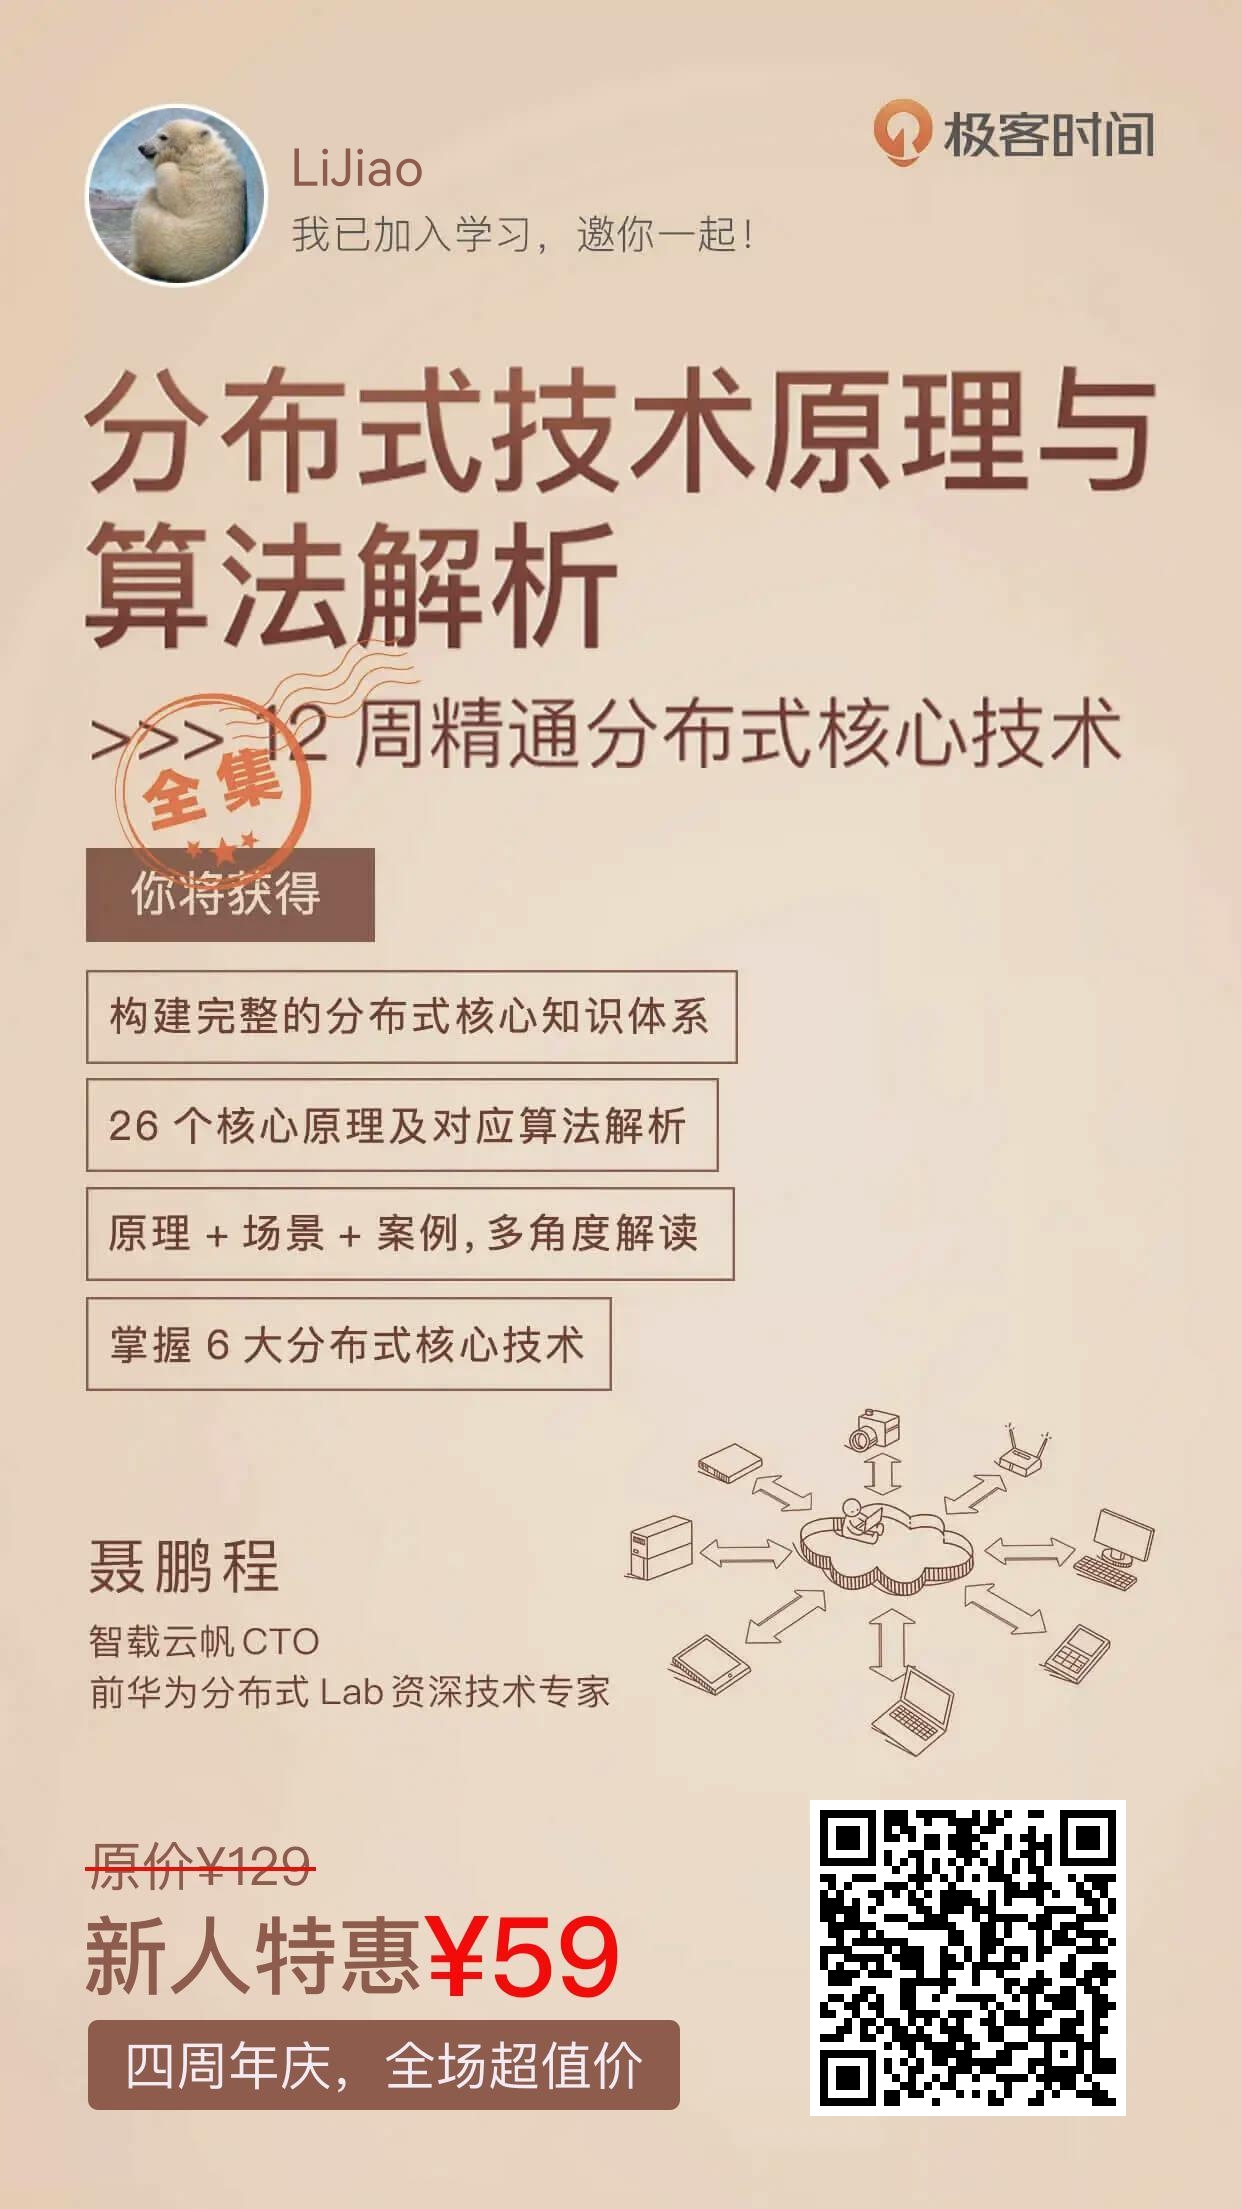 极客时间
LiJiao
我已加入学习，邀你一起！
分布式技术原理与
算法解析
>>> 12 周精通分布式核心技术
全集
你将获得
构建完整的分布式核心知识体系
26 个核心原理及对应算法解析
原理 + 场景 + 案例, 多角度解读
掌握 6 大分布式核心技术
聂鹏程
智载云帆 CTO
前华为分布式 Lab 资深技术专家
原价¥129
新人特惠¥59
四周年庆，全场超值价